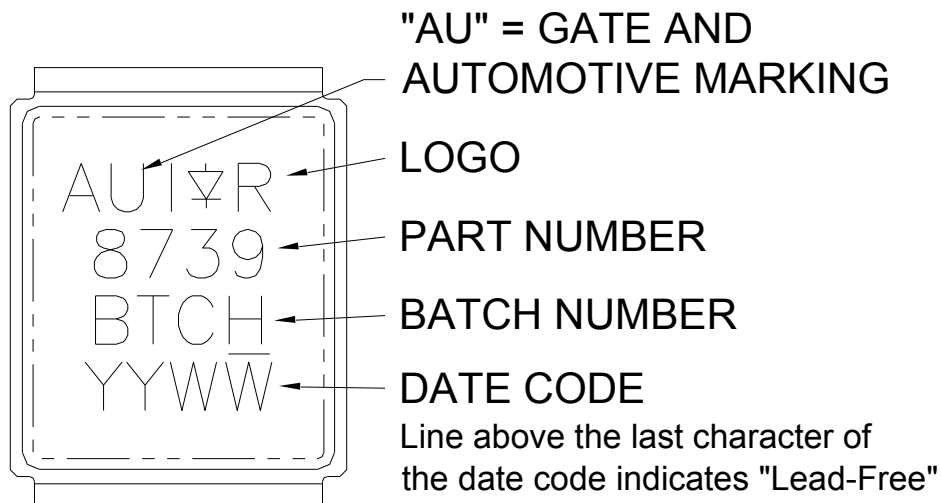 "AU" = GATE AND
AUTOMOTIVE MARKING
AUI R
LOGO
8739
PART NUMBER
BTCH
BATCH NUMBER
YYWW
DATE CODE
Line above the last character of
the date code indicates "Lead-Free"